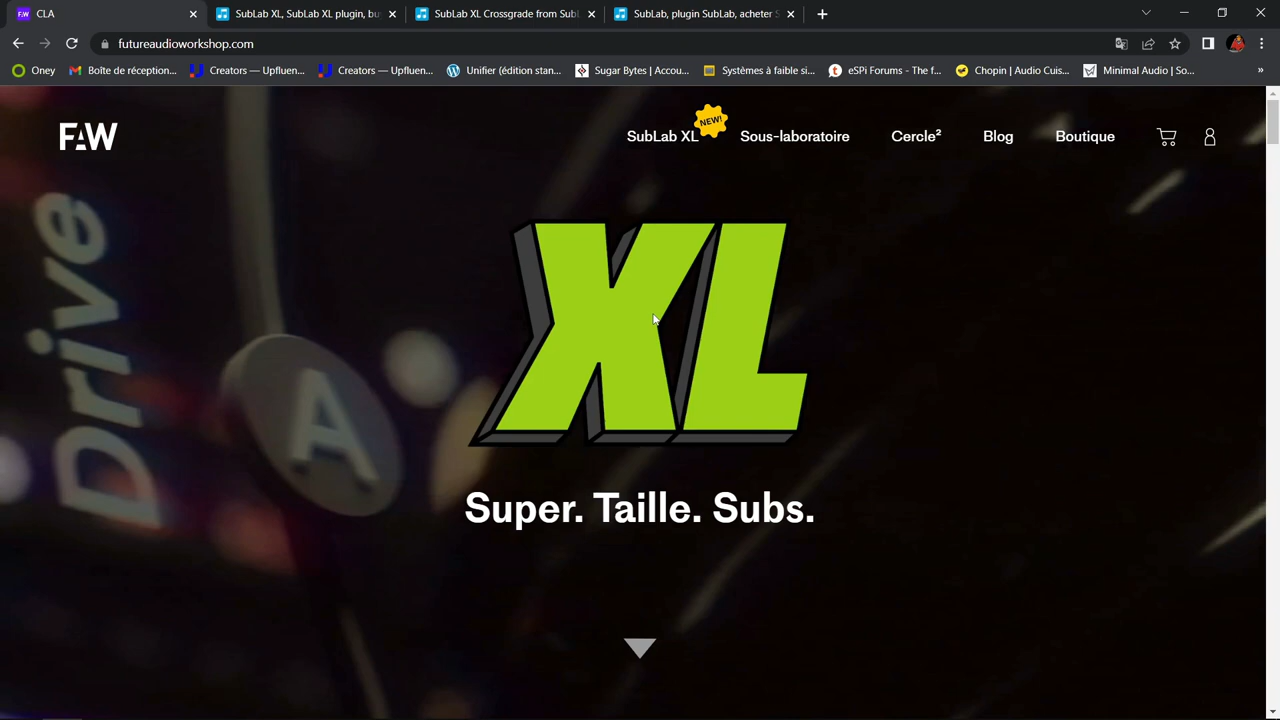 CLA
SubLab XL, SubLab XL plugin, bu
SubLab XL Crossgrade from Sub
SubLab, plugin SubLab, acheter S
futureaudioworkshop.com
Oney
Boîte de réception...
Creators — Upfluen...
Creators — Upfluen...
Unifier (édition stan...
Sugar Bytes | Accou...
Systèmes à faible si...
eSPi Forums - The f...
Chopin | Audio Cuis...
Minimal Audio | So...
»
FAW
SubLab XL
NEW!
Sous-laboratoire
Cercle²
Blog
Boutique
Drive
A
XL
Super. Taille. Subs.